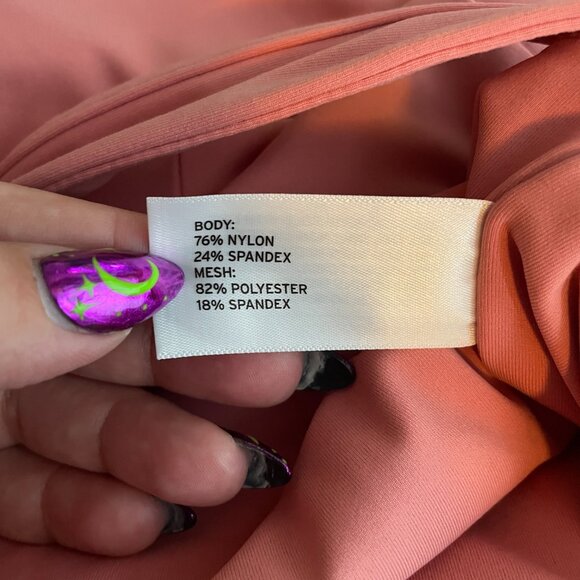 BODY:
76% NYLON
24% SPANDEX
MESH:
82% POLYESTER
18% SPANDEX